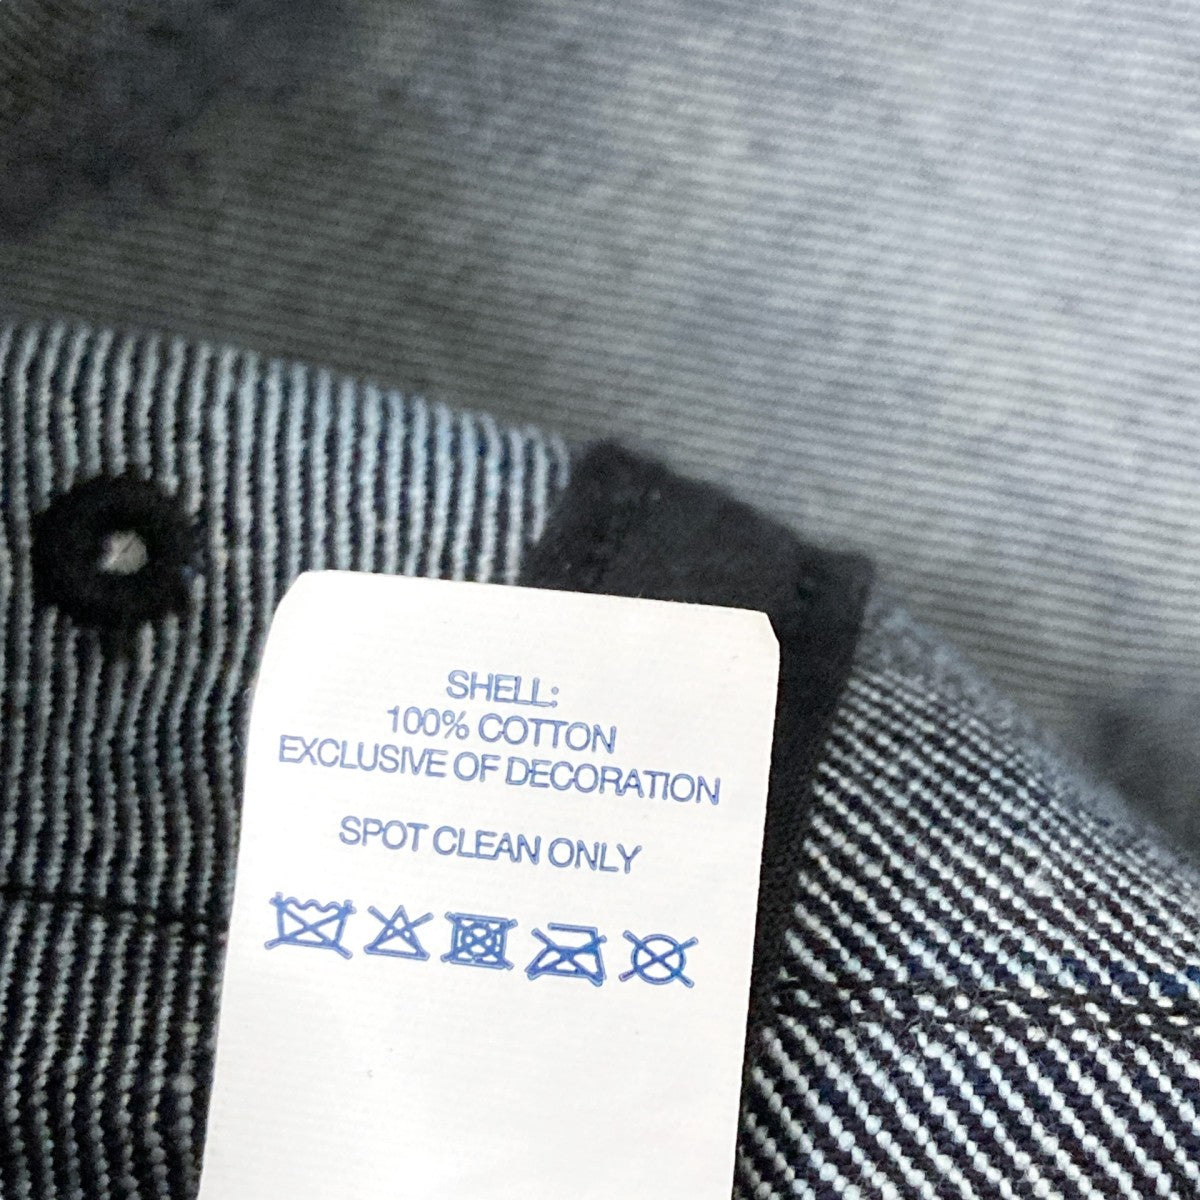 SHELL:
100% COTTON
EXCLUSIVE OF DECORATION
SPOT CLEAN ONLY